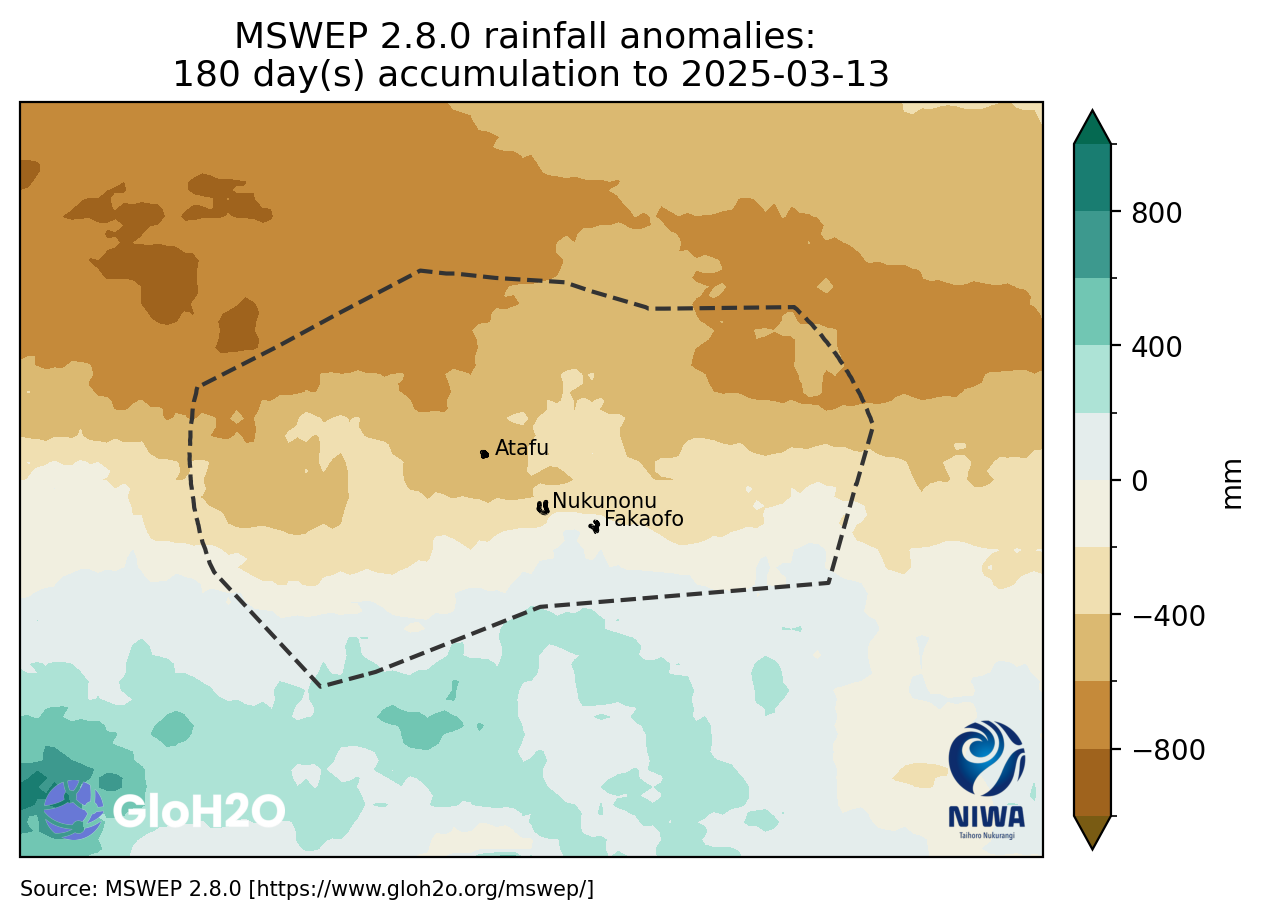 MSWEP 2.8.0 rainfall anomalies:
180 day(s) accumulation to 2025-03-13
800
400
0
−400
−800
mm
Atafu
Nukunonu
Fakaofo
GloH2O
NIWA
Taihoro Nukurangi
Source: MSWEP 2.8.0 [https://www.gloh2o.org/mswep/]